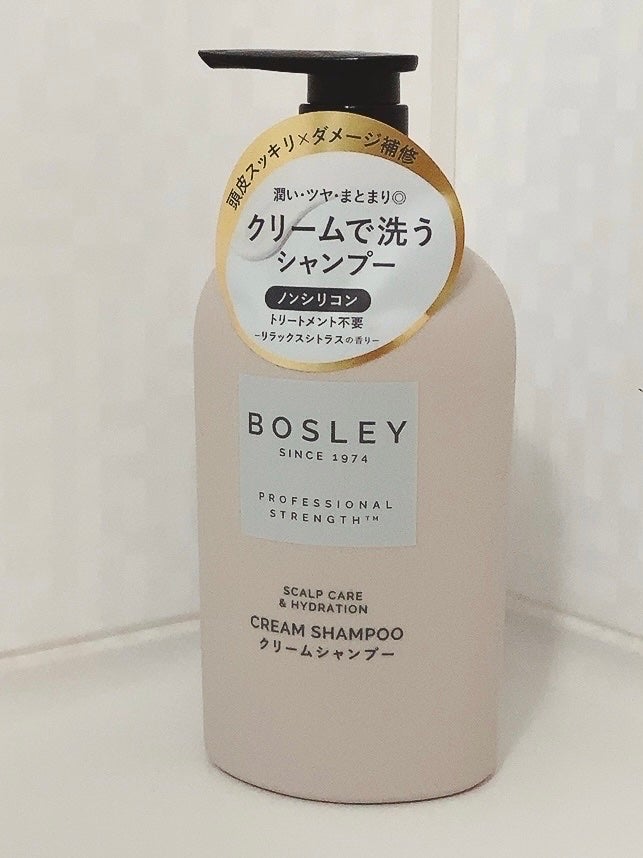 頭皮スッキリ×ダメージ補修
潤い・ツヤ・まとまり◎
クリームで洗う
シャンプー
ノンシリコン
トリートメント不要
−リラックスシトラスの香り−
BOSLEY
SINCE 1974
PROFESSIONAL
STRENGTH™
SCALP CARE
& HYDRATION
CREAM SHAMPOO
クリームシャンプー